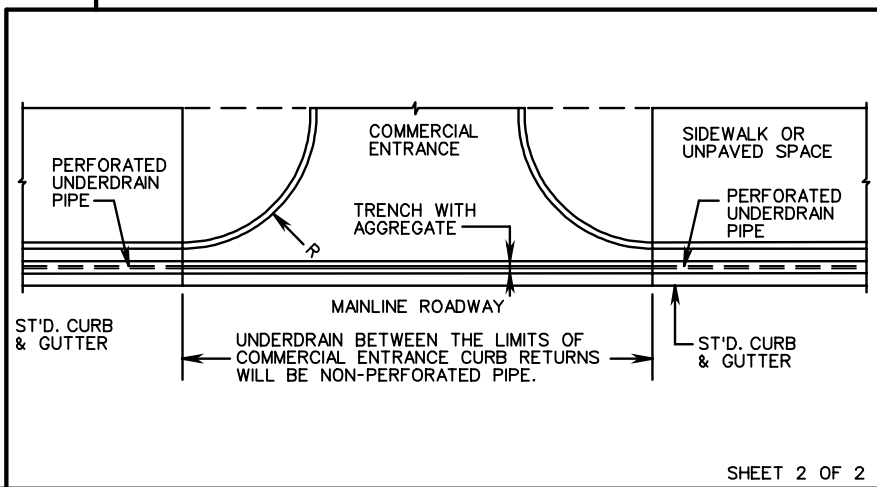 COMMERCIAL
ENTRANCE
SIDEWALK OR
UNPAVED SPACE
PERFORATED
UNDERDRAIN
PIPE
PERFORATED
UNDERDRAIN
PIPE
TRENCH WITH
AGGREGATE
R
MAINLINE ROADWAY
ST'D. CURB
& GUTTER
UNDERDRAIN BETWEEN THE LIMITS OF
COMMERCIAL ENTRANCE CURB RETURNS
WILL BE NON-PERFORATED PIPE.
ST'D. CURB
& GUTTER
SHEET 2 OF 2